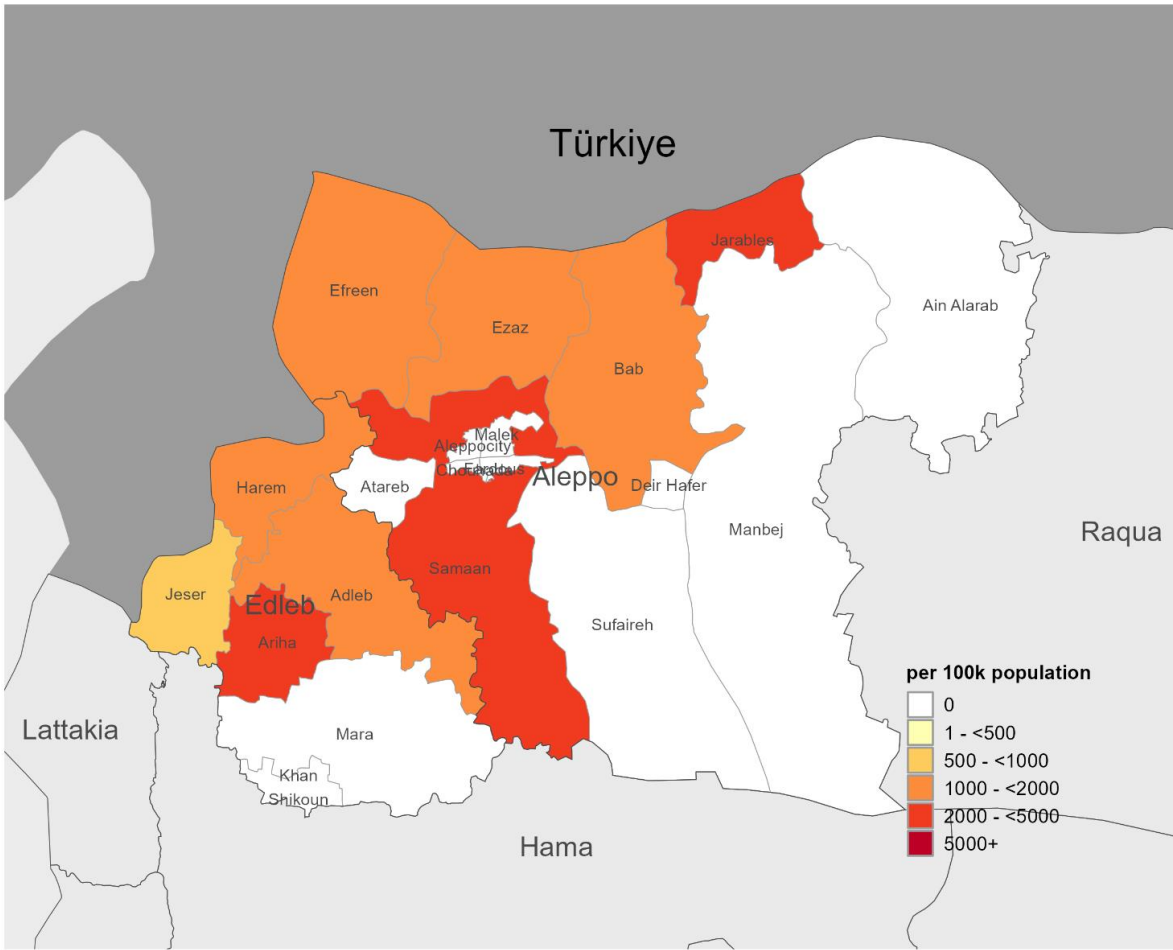 Türkiye
Jarables
Efreen
Ain Alarab
Ezaz
Bab
Malek
Aleppocity
Fardous
Aleppo
Harem
Atareb
Deir Hafer
Manbej
Raqua
Samaan
Jeser
Adleb
Edleb
Sufaireh
Ariha
per 100k population
0
Lattakia
Mara
1 - <500
500 - <1000
Khan
Shikoun
1000 - <2000
2000 - <5000
Hama
5000+